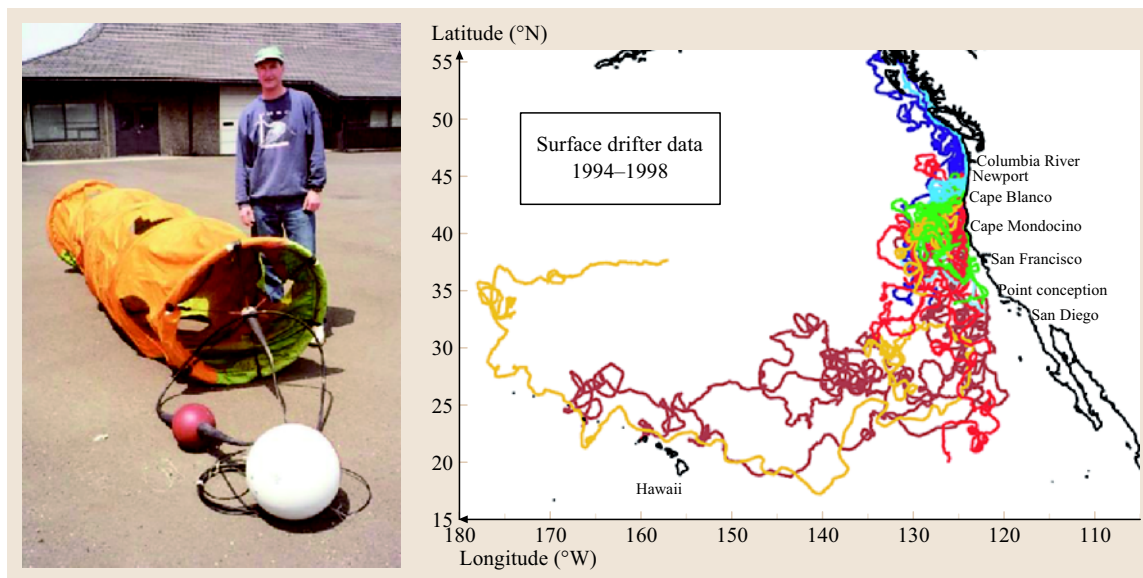 Latitude (°N)
55
50
45
40
35
30
25
20
15
Surface drifter data
1994–1998
Columbia River
Newport
Cape Blanco
Cape Mondocino
San Francisco
Point conception
San Diego
Hawaii
180 170 160 150 140 130 120 110
Longitude (°W)